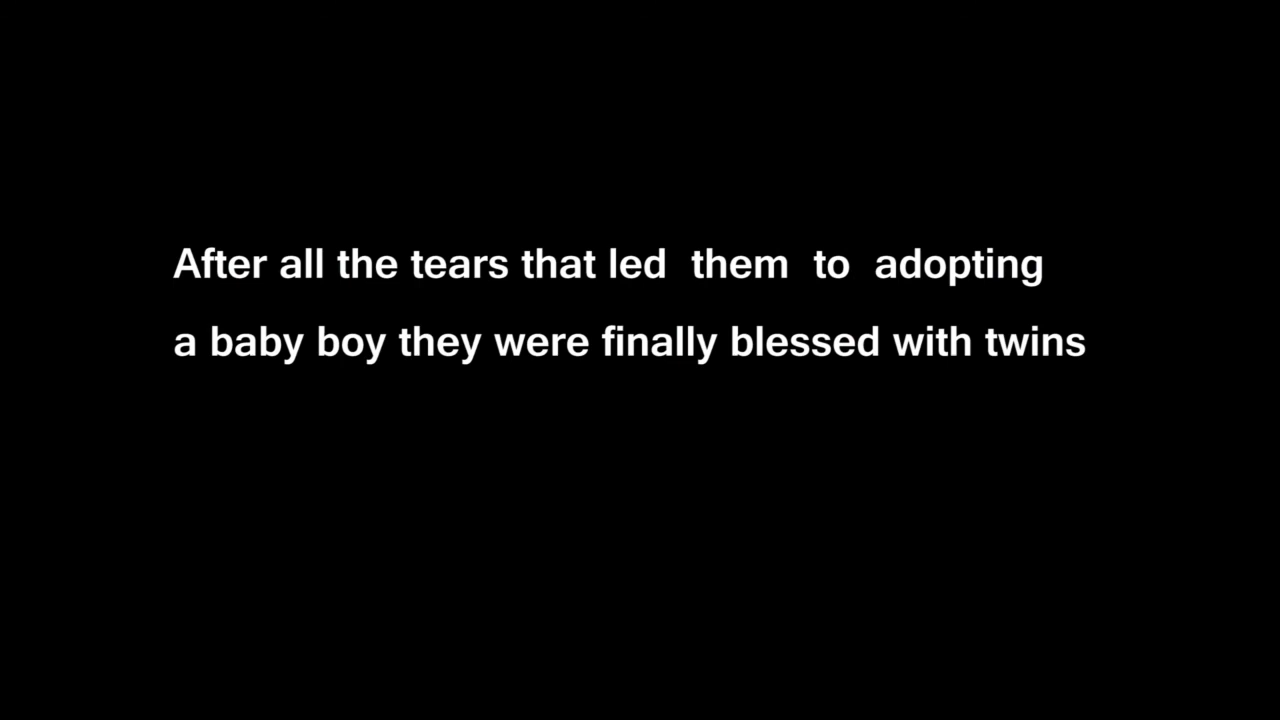 After all the tears that led  them  to  adopting
a baby boy they were finally blessed with twins